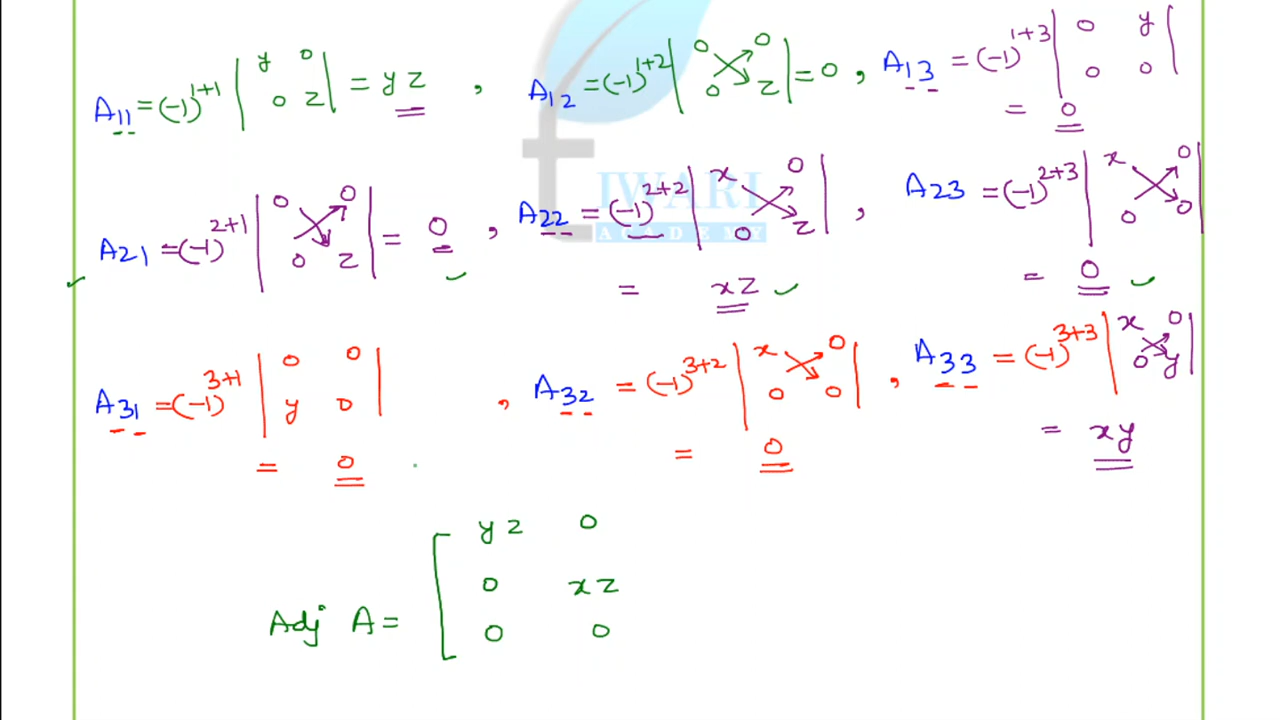 A11 = (-1)^1+1 | y 0 | = yz , A12 = (-1)^1+2 | 0 0 | = 0 , A13 = (-1)^1+3 | 0 y |
0 z 0 z 0 0
= 0
A21 = (-1)^2+1 | 0 0 | = 0 , A22 = (-1)^2+2 | x 0 | , A23 = (-1)^2+3 | x 0 |
0 z 0 z 0 0
= xz = 0
A31 = (-1)^3+1 | 0 0 | , A32 = (-1)^3+2 | x 0 | , A33 = (-1)^3+3 | x 0 |
y 0 0 0 0 y
= 0 = 0 = xy
TIWARI
ACADEMY
Adj A = [ yz 0
0 xz
0 0